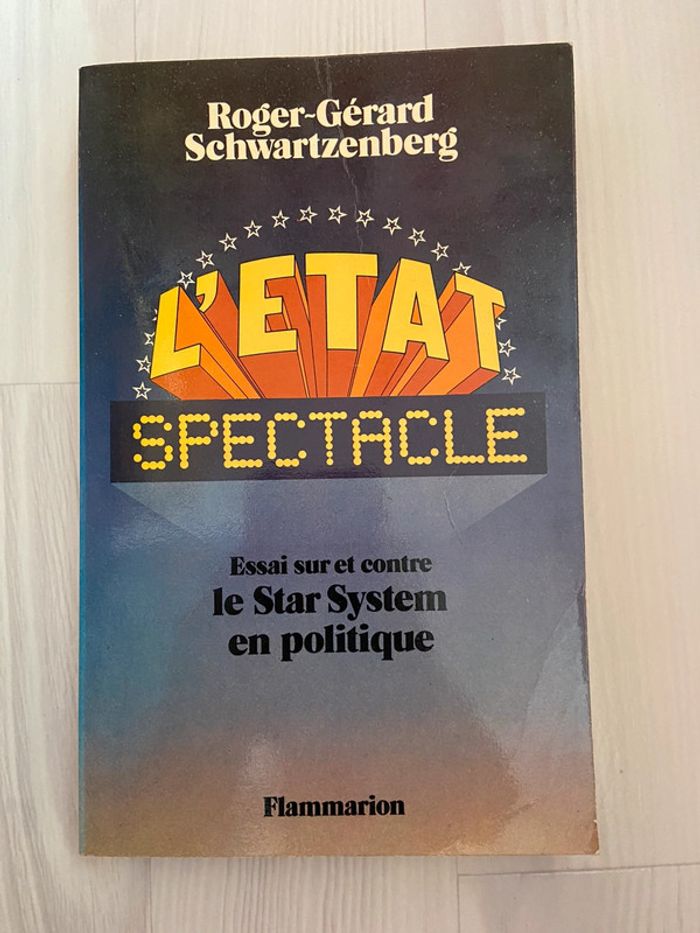 Roger-Gérard
Schwartzenberg
L'ETAT
SPECTACLE
Essai sur et contre
le Star System
en politique
Flammarion